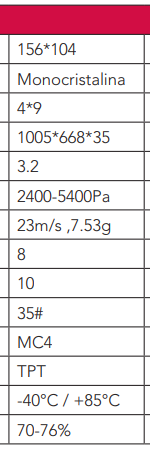 156*104
Monocristalina
4*9
1005*668*35
3.2
2400-5400Pa
23m/s ,7.53g
8
10
35#
MC4
TPT
-40°C / +85°C
70-76%